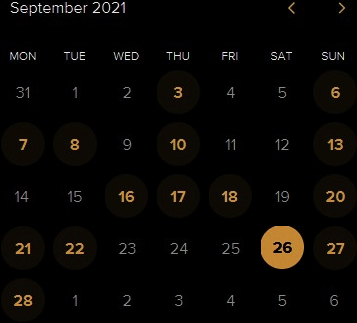 September 2021
MON TUE WED THU FRI SAT SUN
31 1 2 3 4 5 6
7 8 9 10 11 12 13
14 15 16 17 18 19 20
21 22 23 24 25 26 27
28 1 2 3 4 5 6